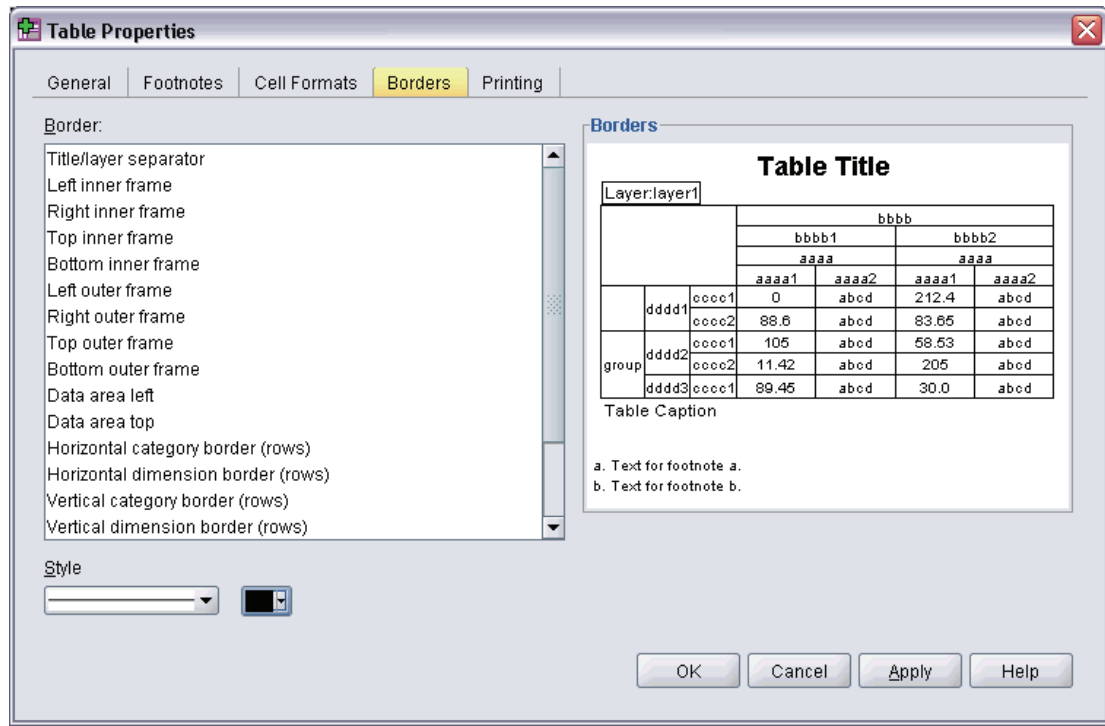 Table Properties
General Footnotes Cell Formats Borders Printing
Border:
Title/layer separator
Left inner frame
Right inner frame
Top inner frame
Bottom inner frame
Left outer frame
Right outer frame
Top outer frame
Bottom outer frame
Data area left
Data area top
Horizontal category border (rows)
Horizontal dimension border (rows)
Vertical category border (rows)
Vertical dimension border (rows)
Style
Borders
Table Title
Layer:layer1
bbbb
bbbb1 bbbb2
aaaa aaaa
aaaa1 aaaa2 aaaa1 aaaa2
dddd1 cccc1 0 abcd 212.4 abcd
cccc2 88.6 abcd 83.65 abcd
group dddd2 cccc1 105 abcd 58.53 abcd
cccc2 11.42 abcd 205 abcd
dddd3 cccc1 89.45 abcd 30.0 abcd
Table Caption
a. Text for footnote a.
b. Text for footnote b.
OK Cancel Apply Help